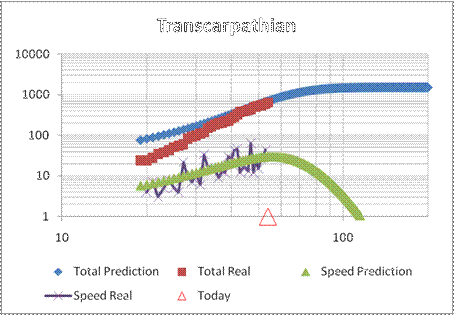 Transcarpathian
10000
1000
100
10
1
10 100
Total Prediction Total Real Speed Prediction
Speed Real Today